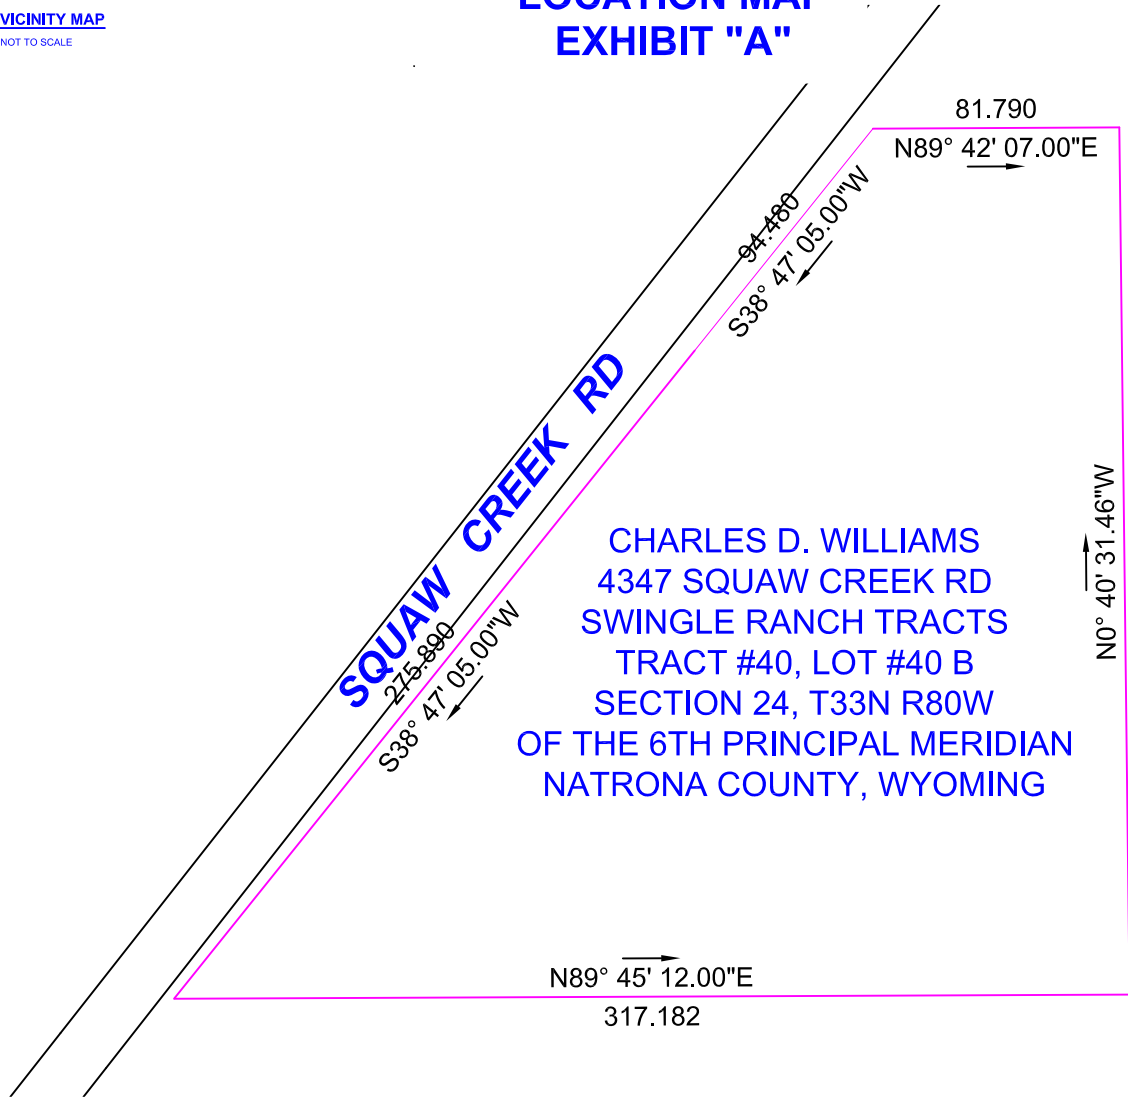 VICINITY MAP
NOT TO SCALE
LOCATION MAP
EXHIBIT "A"
81.790
N89° 42' 07.00"E
94.480
S38° 47' 05.00"W
SQUAW CREEK RD
275.890
S38° 47' 05.00"W
N0° 40' 31.46"W
CHARLES D. WILLIAMS
4347 SQUAW CREEK RD
SWINGLE RANCH TRACTS
TRACT #40, LOT #40 B
SECTION 24, T33N R80W
OF THE 6TH PRINCIPAL MERIDIAN
NATRONA COUNTY, WYOMING
N89° 45' 12.00"E
317.182